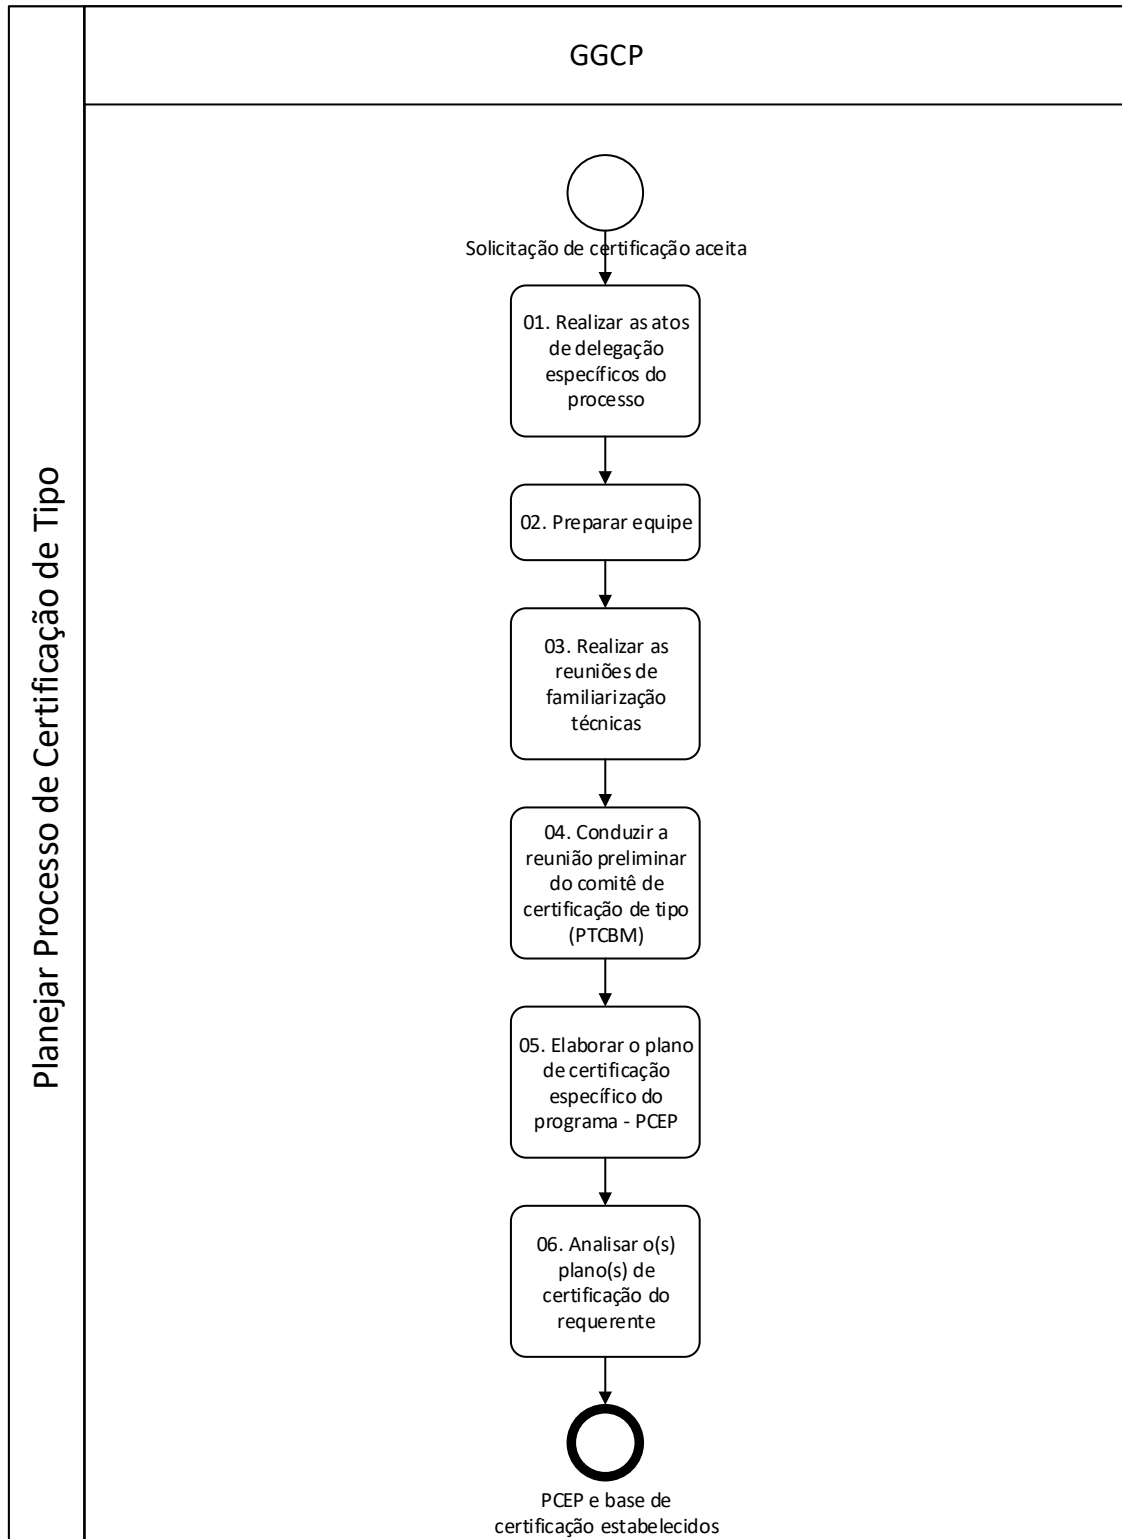 GGCP
Planejar Processo de Certificação de Tipo
Solicitação de certificação aceita
01. Realizar as atos
de delegação
específicos do
processo
02. Preparar equipe
03. Realizar as
reuniões de
familiarização
técnicas
04. Conduzir a
reunião preliminar
do comitê de
certificação de tipo
(PTCBM)
05. Elaborar o plano
de certificação
específico do
programa - PCEP
06. Analisar o(s)
plano(s) de
certificação do
requerente
PCEP e base de
certificação estabelecidos